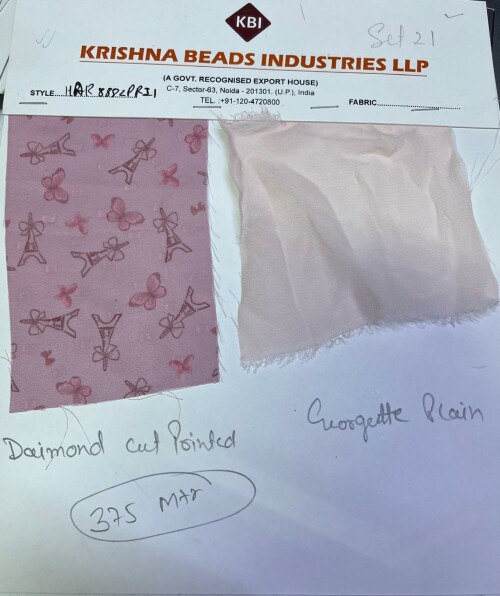 KBI
Set 21
KRISHNA BEADS INDUSTRIES LLP
(A GOVT. RECOGNISED EXPORT HOUSE)
C-7, Sector-63, Noida - 201301. (U.P.), India
TEL. :+91-120-4720800
STYLE
FABRIC
Daimond cut Pointed
Georgette Plain
375 Mtr